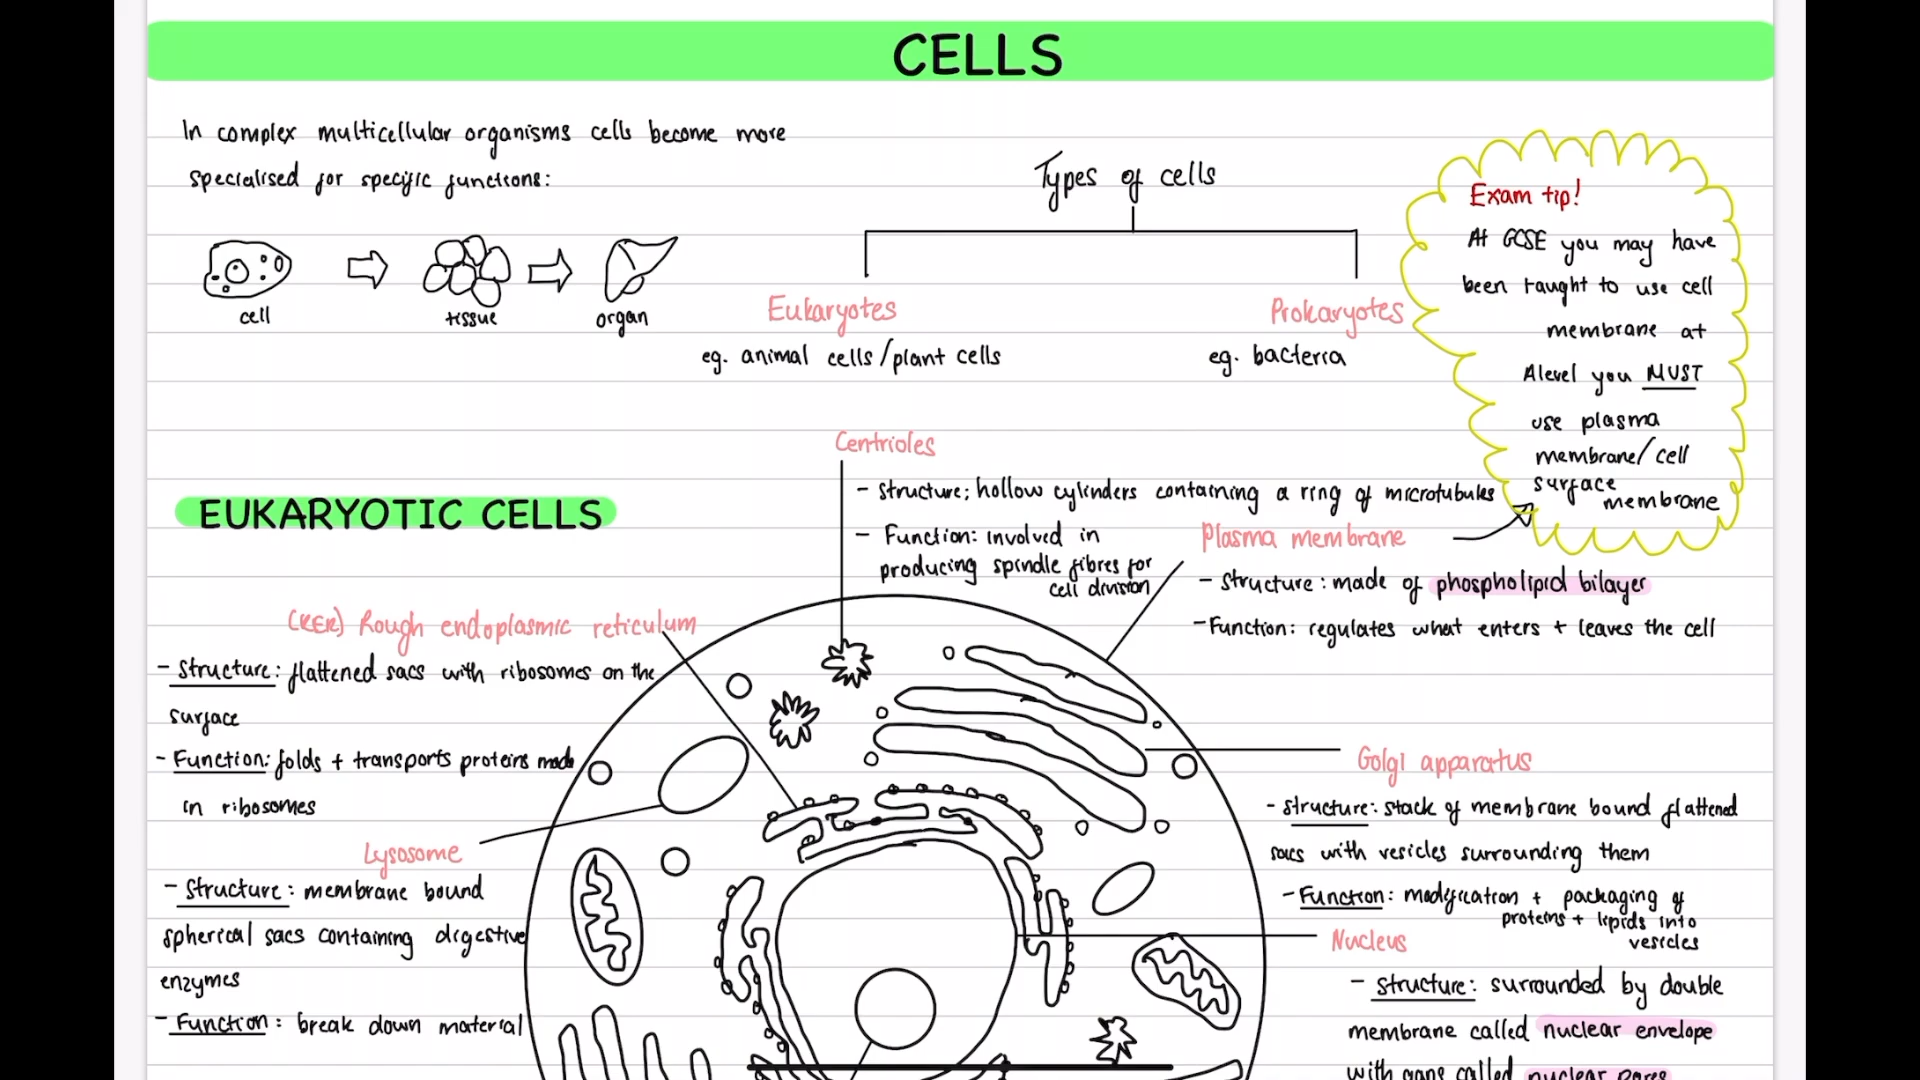 CELLS
In complex multicellular organisms cells become more
specialised for specific functions:
cell
tissue
organ
Types of cells
Eukaryotes
eg. animal cells/plant cells
Prokaryotes
eg. bacteria
Exam tip!
At GCSE you may have
been taught to use cell
membrane at
Alevel you MUST
use plasma
membrane/cell
surface
membrane
EUKARYOTIC CELLS
Centrioles
- Structure; hollow cylinders containing a ring of microtubules
- Function: involved in
producing spindle fibres for
cell division
Plasma membrane
- Structure: made of phospholipid bilayer
- Function: regulates what enters + leaves the cell
(RER) Rough endoplasmic reticulum
- Structure: flattened sacs with ribosomes on the
surface
- Function: folds + transports proteins made
in ribosomes
Lysosome
- Structure: membrane bound
spherical sacs containing digestive
enzymes
- Function: break down material
Golgi apparatus
- Structure: stack of membrane bound flattened
sacs with vesicles surrounding them
- Function: modification + packaging of
proteins + lipids into
vesicles
Nucleus
- Structure: surrounded by double
membrane called nuclear envelope
with gaps called nuclear pores